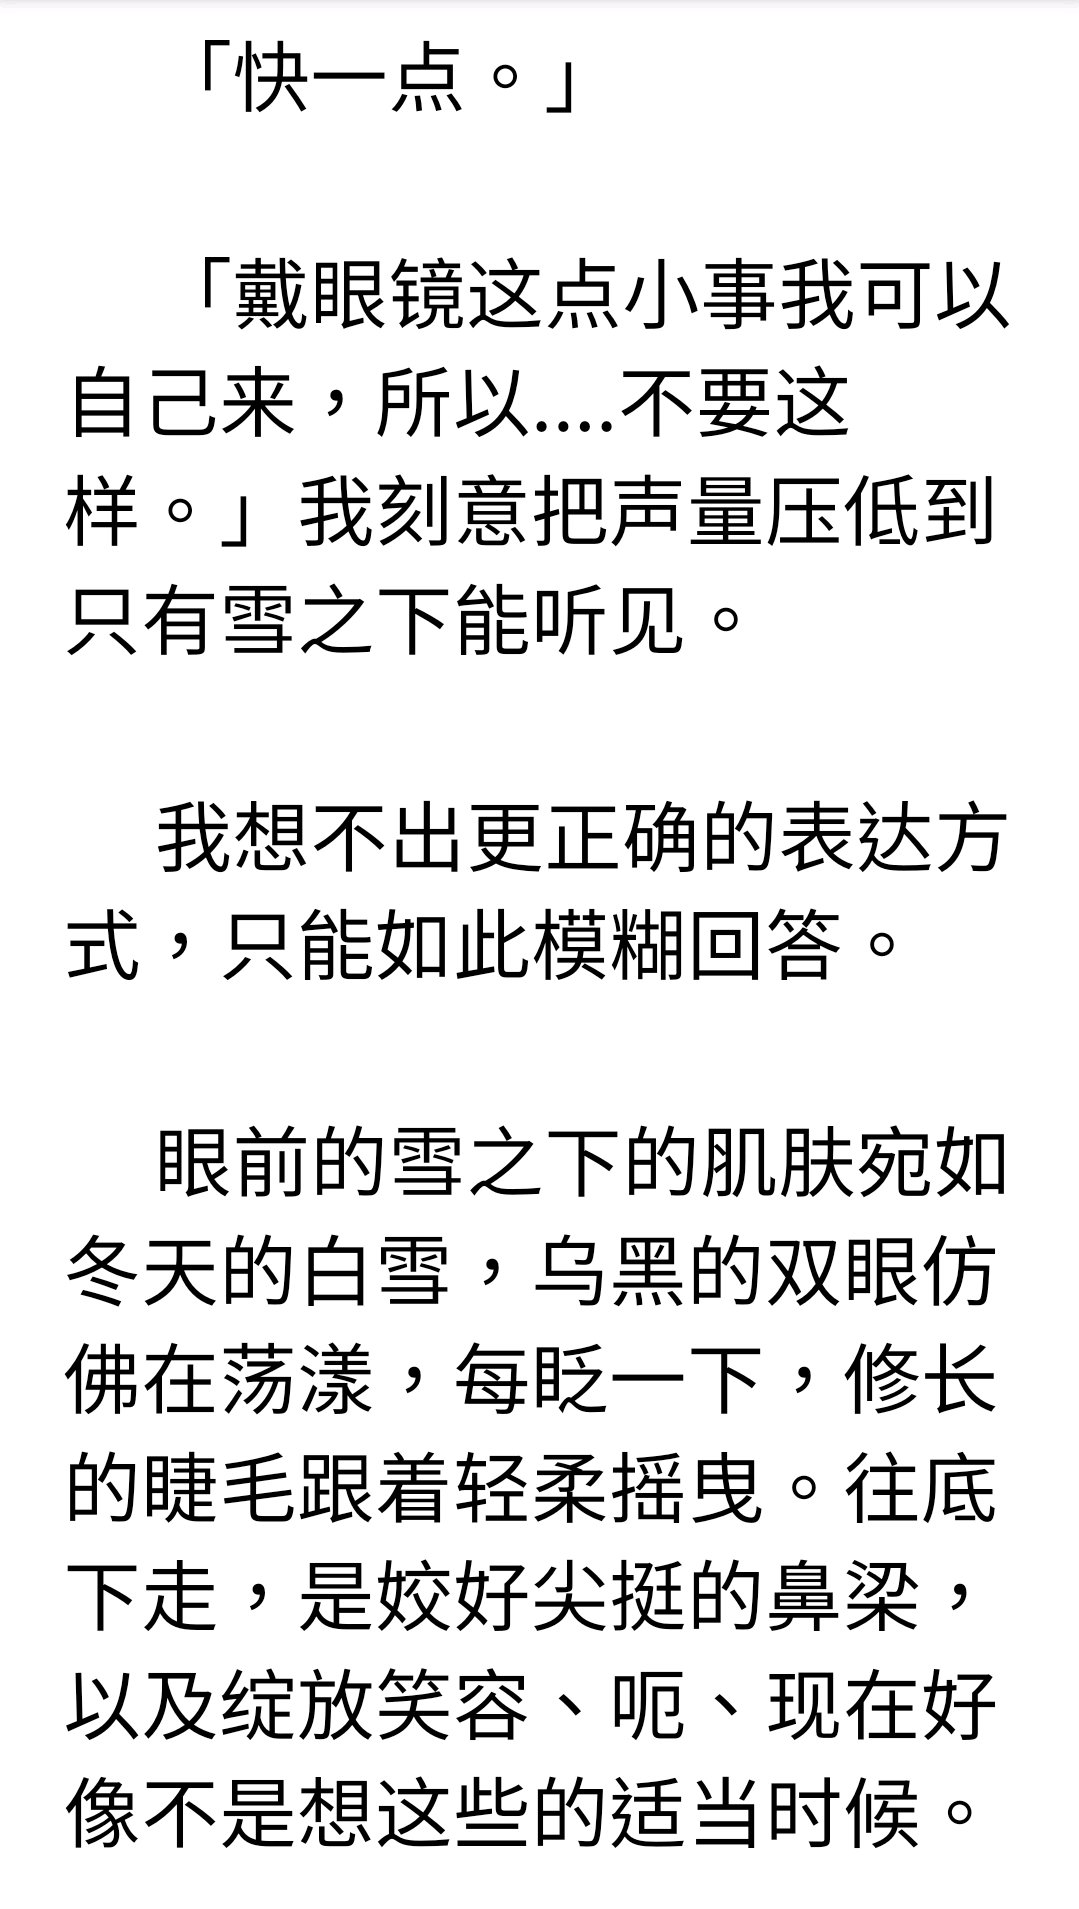 「快一点。」
「戴眼镜这点小事我可以
自己来，所以....不要这
样。」我刻意把声量压低到
只有雪之下能听见。
我想不出更正确的表达方
式，只能如此模糊回答。
眼前的雪之下的肌肤宛如
冬天的白雪，乌黑的双眼仿
佛在荡漾，每眨一下，修长
的睫毛跟着轻柔摇曳。往底
下走，是姣好尖挺的鼻梁，
以及绽放笑容、呃、现在好
像不是想这些的适当时候。